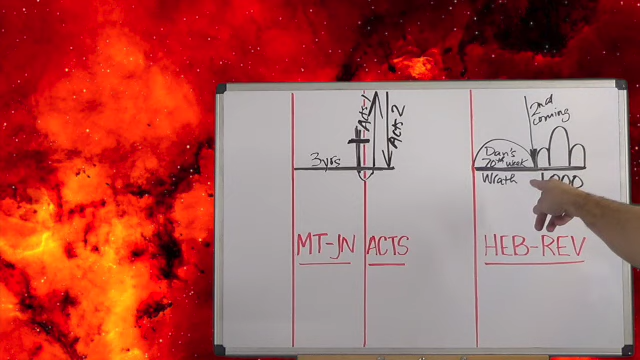 3yrs
Acts-1
Acts 2
2nd
coming
Dan's
70th Week
Wrath
1000
MT-JN
ACTS
HEB-REV